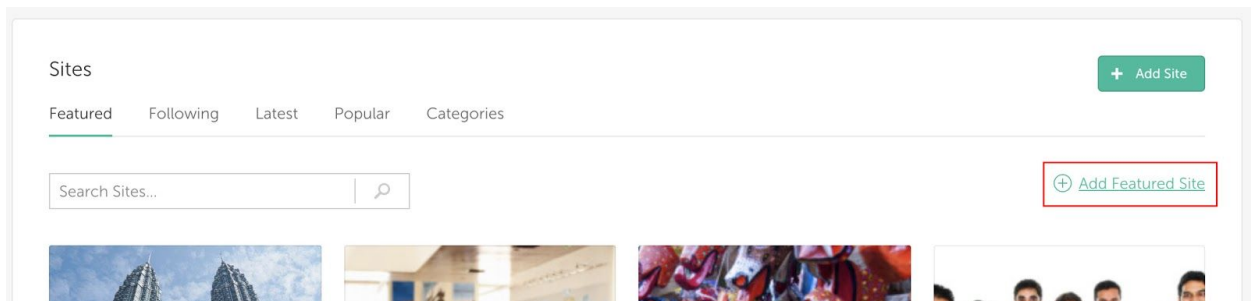 Sites
+ Add Site
Featured Following Latest Popular Categories
Search Sites...
Add Featured Site